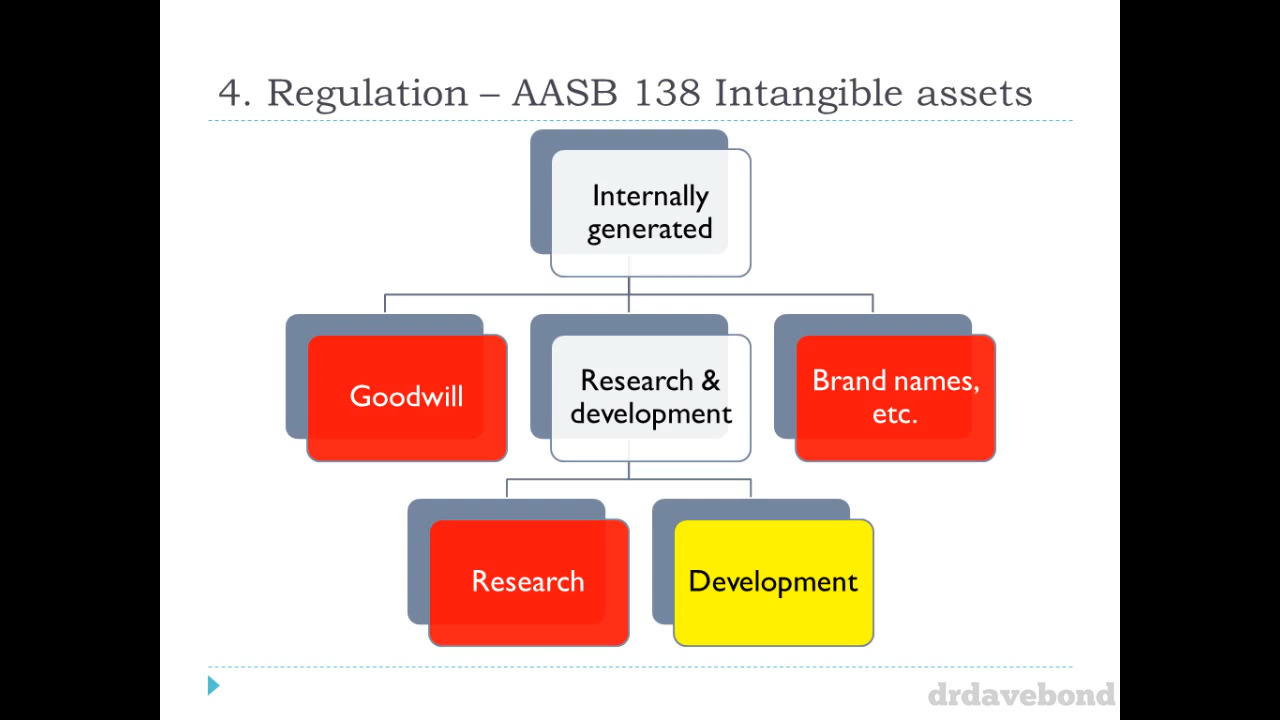 4. Regulation – AASB 138 Intangible assets
Internally
generated
Goodwill
Research &
development
Brand names,
etc.
Research
Development
drdavebond